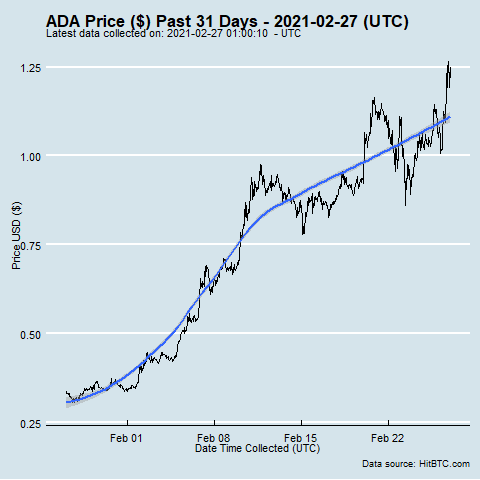 ADA Price ($) Past 31 Days - 2021-02-27 (UTC)
Latest data collected on: 2021-02-27 01:00:10 - UTC
1.25
1.00
0.75
0.50
0.25
Price USD ($)
Feb 01 Feb 08 Feb 15 Feb 22
Date Time Collected (UTC)
Data source: HitBTC.com